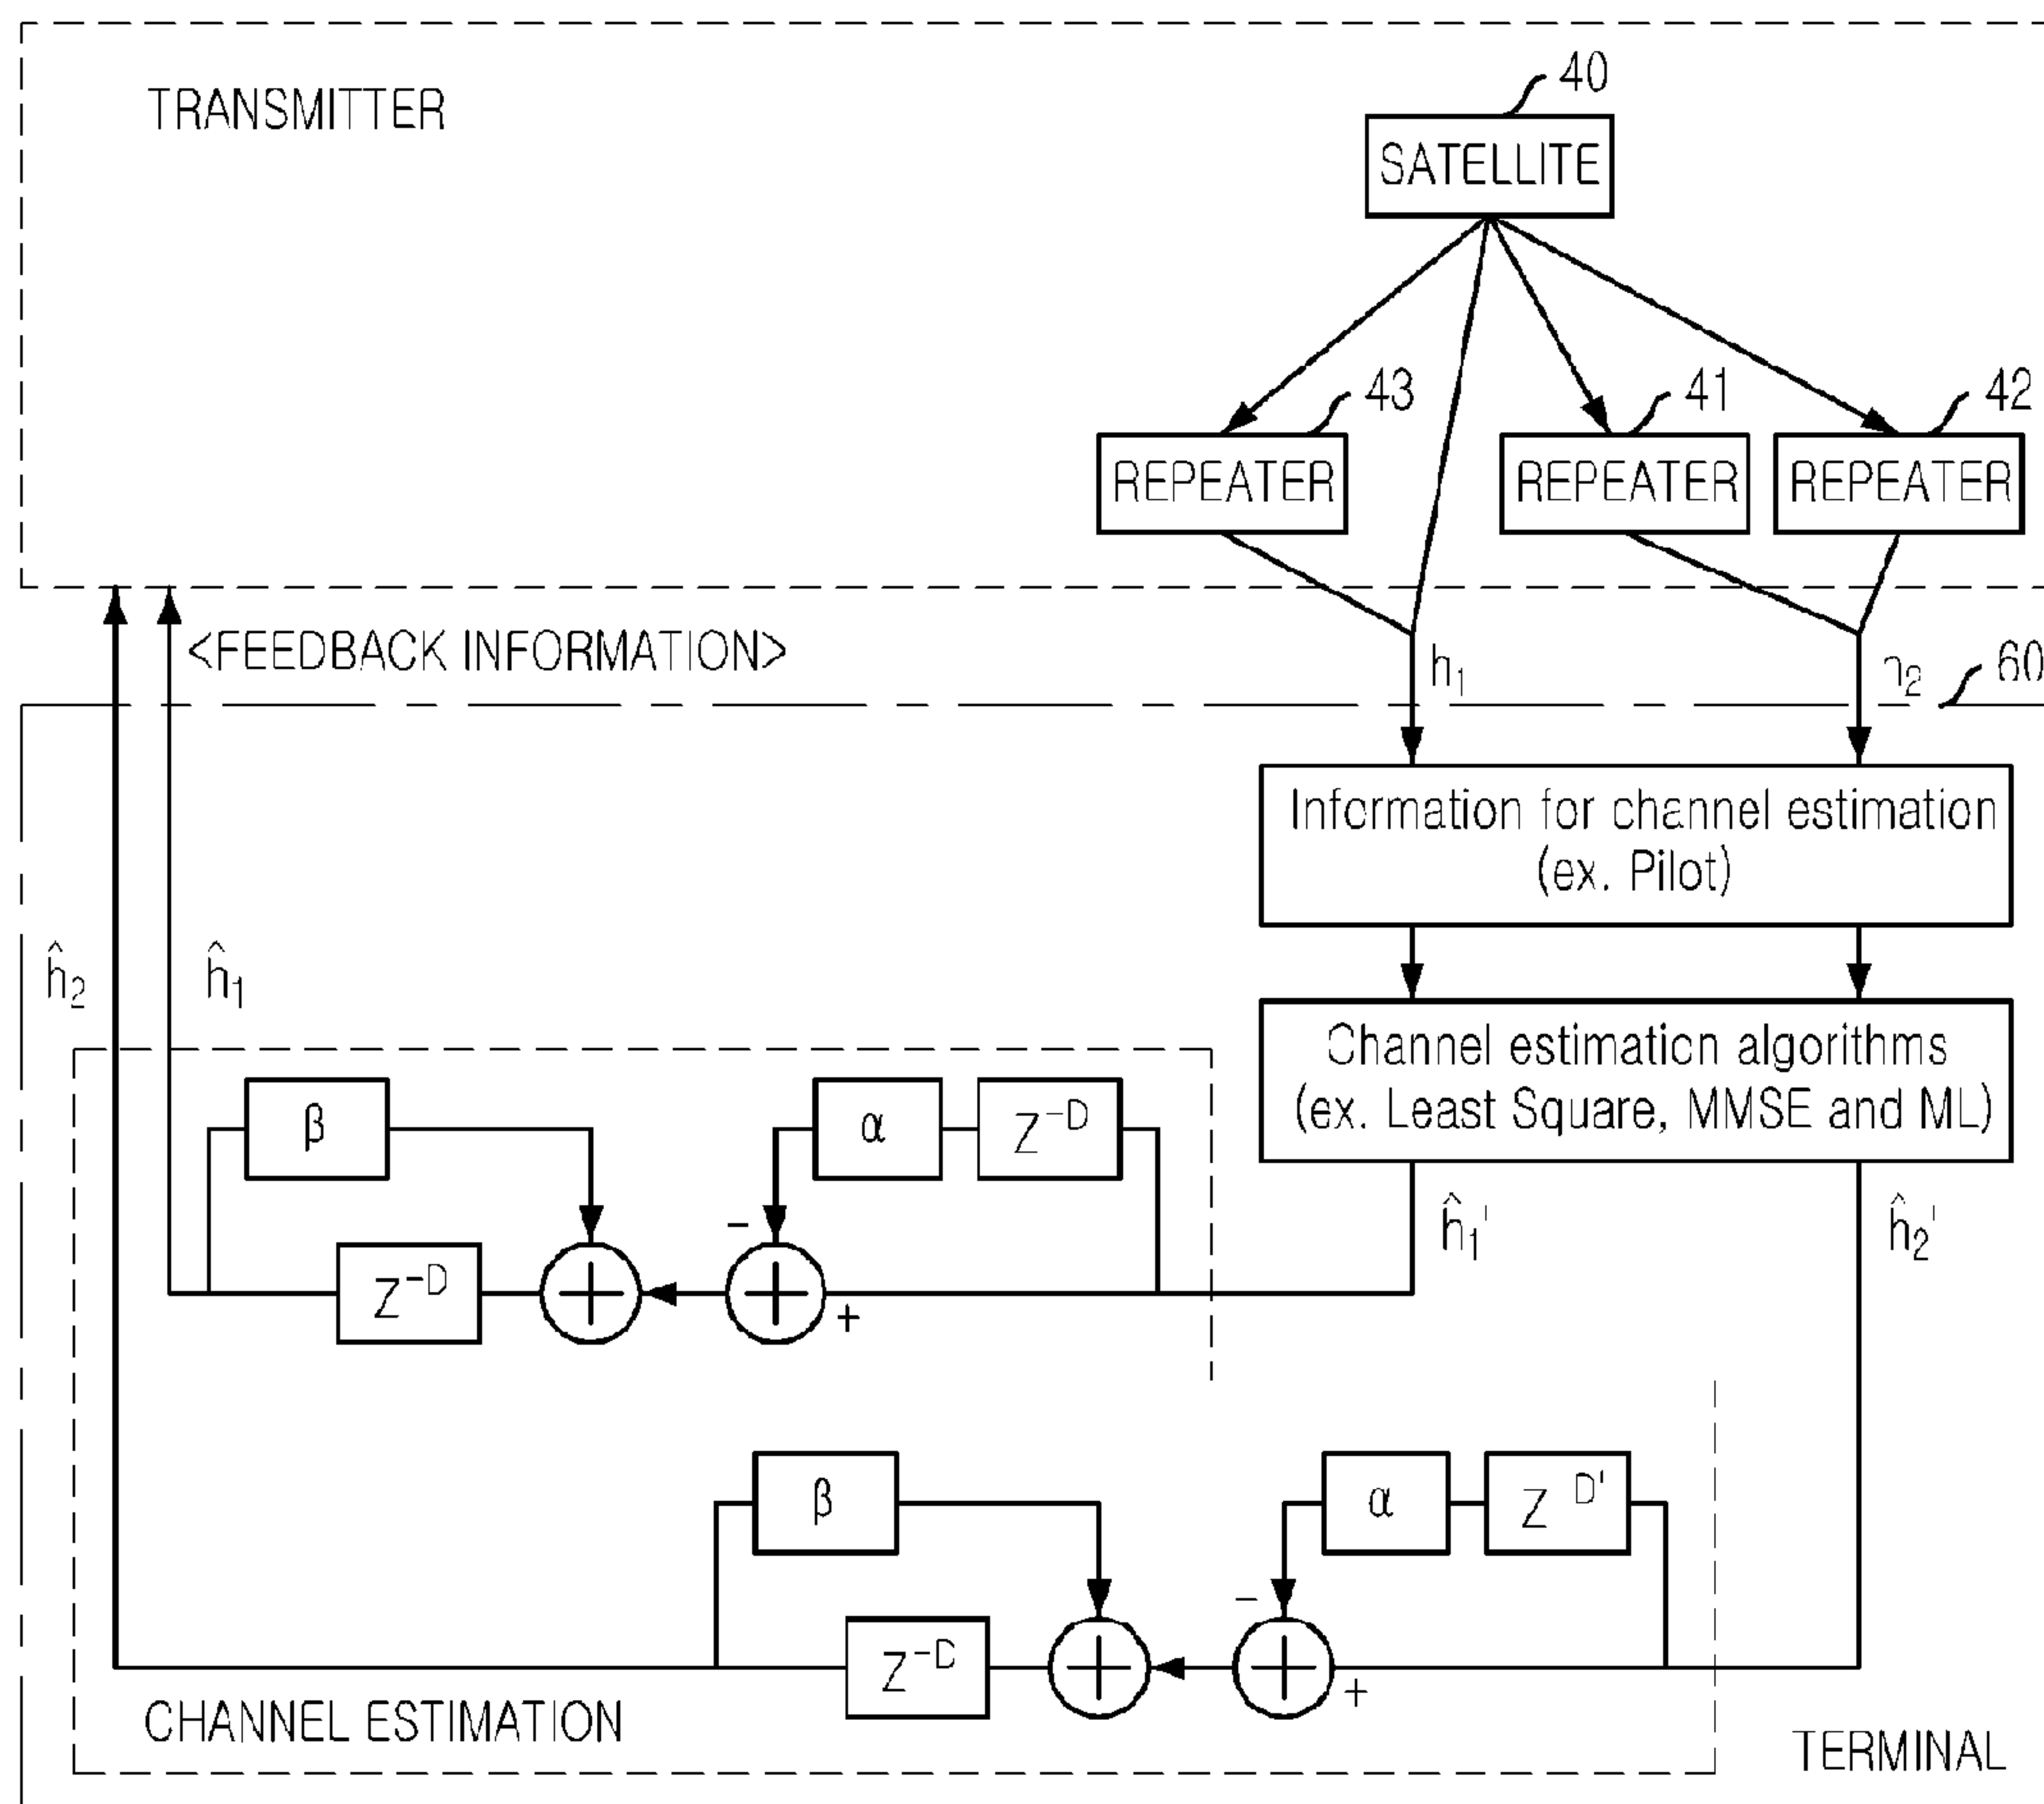 TRANSMITTER
40
SATELLITE
43
41
42
REPEATER
REPEATER
REPEATER
<FEEDBACK INFORMATION>
h₁
60
Information for channel estimation
(ex. Pilot)
ĥ₂
ĥ₁
Channel estimation algorithms
(ex. Least Square, MMSE and ML)
β
α
Z⁻ᴰ
ĥ₁'
ĥ₂'
−
Z⁻ᴰ
+
+
+
β
α
Z ᴰ'
−
Z⁻ᴰ
+
+
+
CHANNEL ESTIMATION
TERMINAL